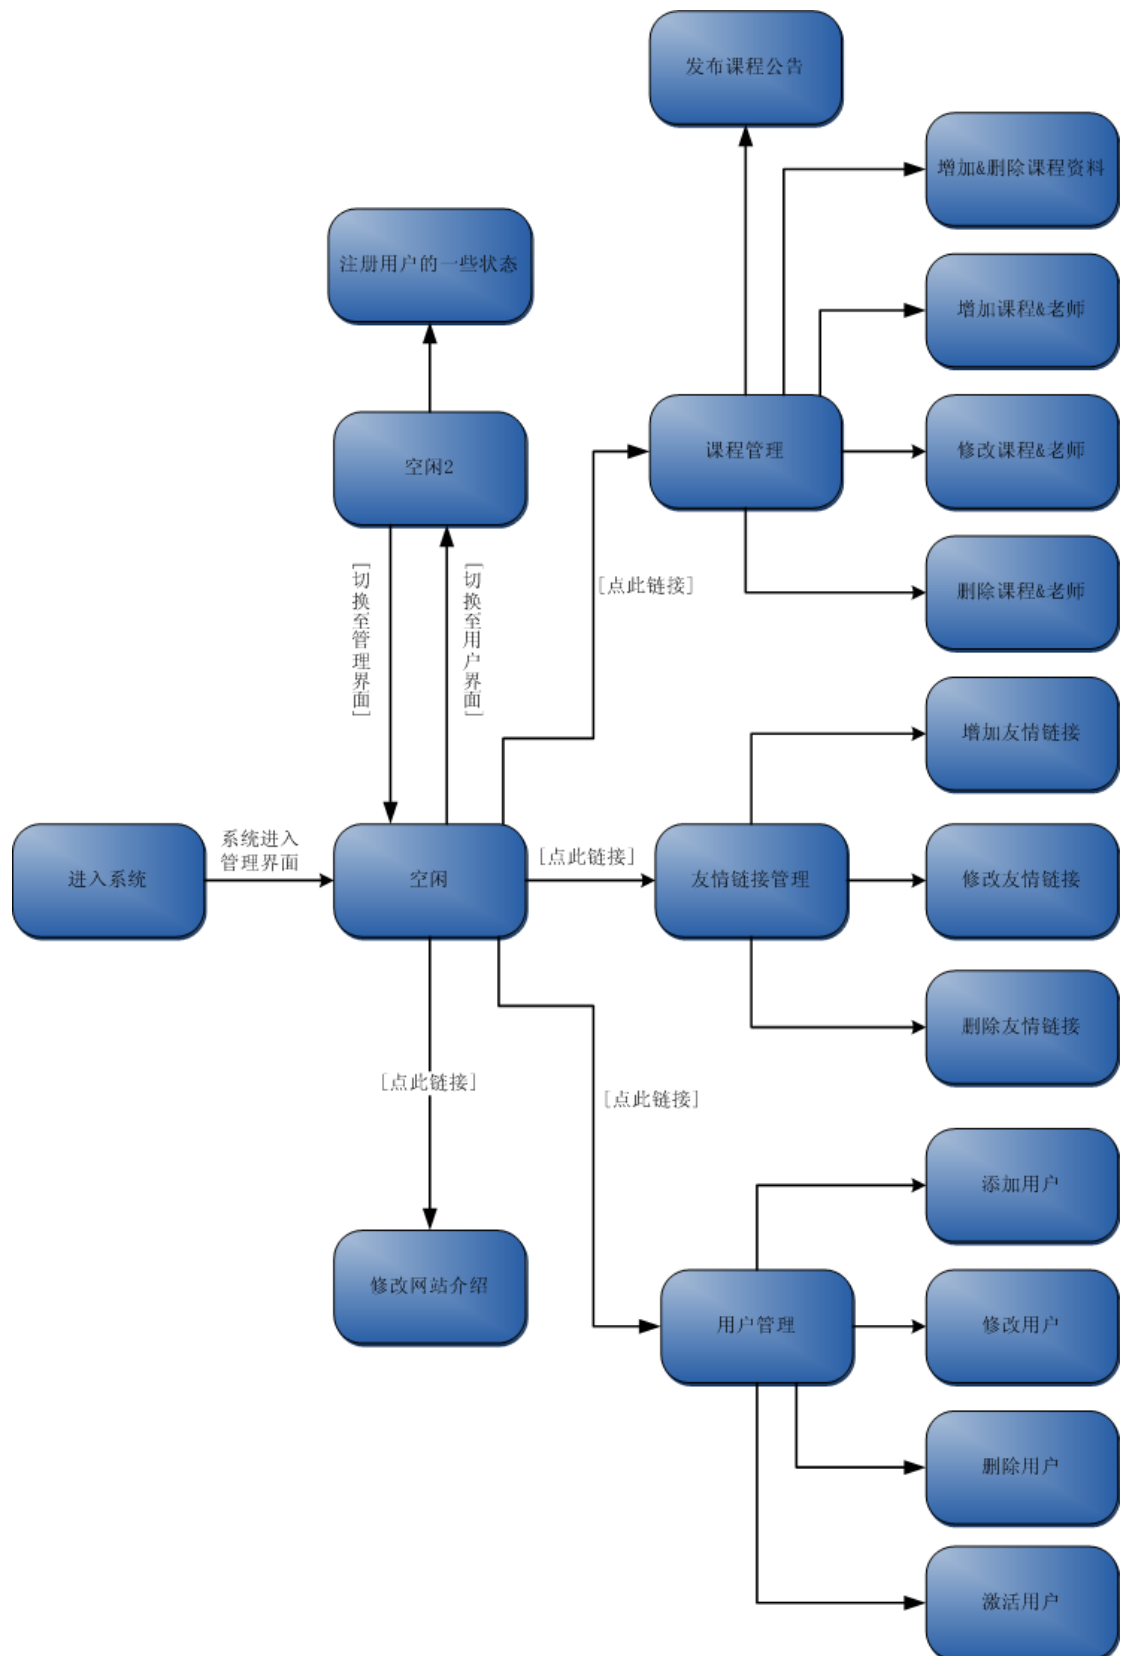 发布课程公告
增加&删除课程资料
注册用户的一些状态
增加课程&老师
空闲2
课程管理
修改课程&老师
[切换至管理界面]
[切换至用户界面]
[点此链接]
删除课程&老师
增加友情链接
系统进入
管理界面
进入系统
空闲
[点此链接]
友情链接管理
修改友情链接
删除友情链接
[点此链接]
[点此链接]
添加用户
修改网站介绍
用户管理
修改用户
删除用户
激活用户